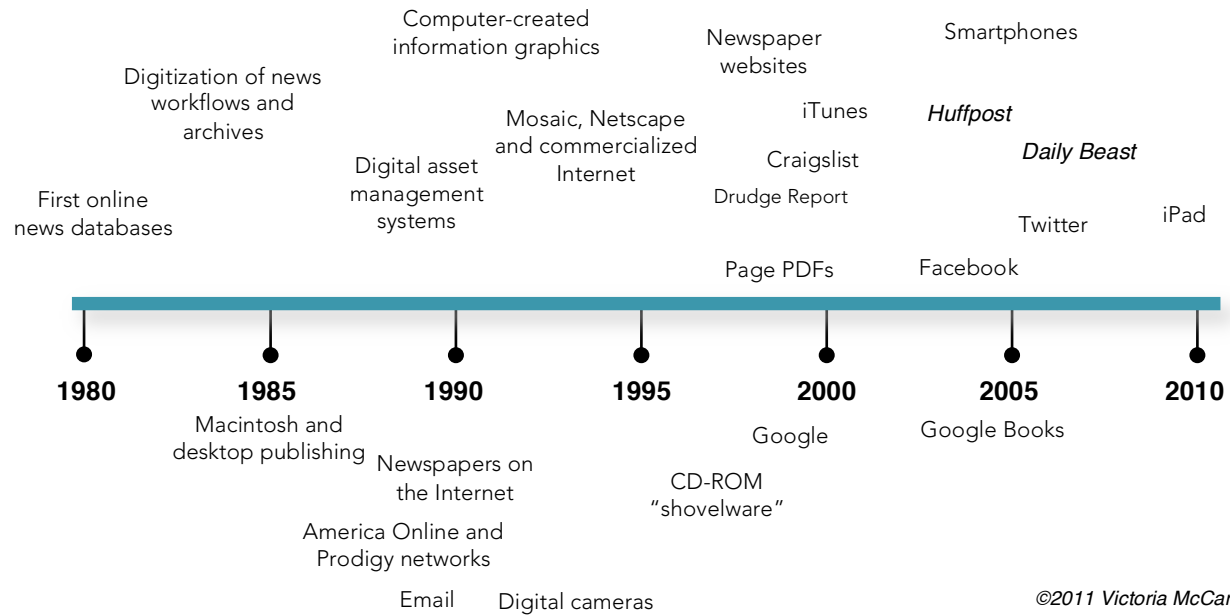 Computer-created
information graphics
Newspaper
websites
Smartphones
Digitization of news
workflows and
archives
Mosaic, Netscape
and commercialized
Internet
iTunes
Huffpost
Digital asset
management
systems
Craigslist
Daily Beast
First online
news databases
Drudge Report
Twitter
iPad
Page PDFs
Facebook
1980
1985
1990
1995
2000
2005
2010
Macintosh and
desktop publishing
Google
Google Books
Newspapers on
the Internet
CD-ROM
“shovelware”
America Online and
Prodigy networks
Email
Digital cameras
©2011 Victoria